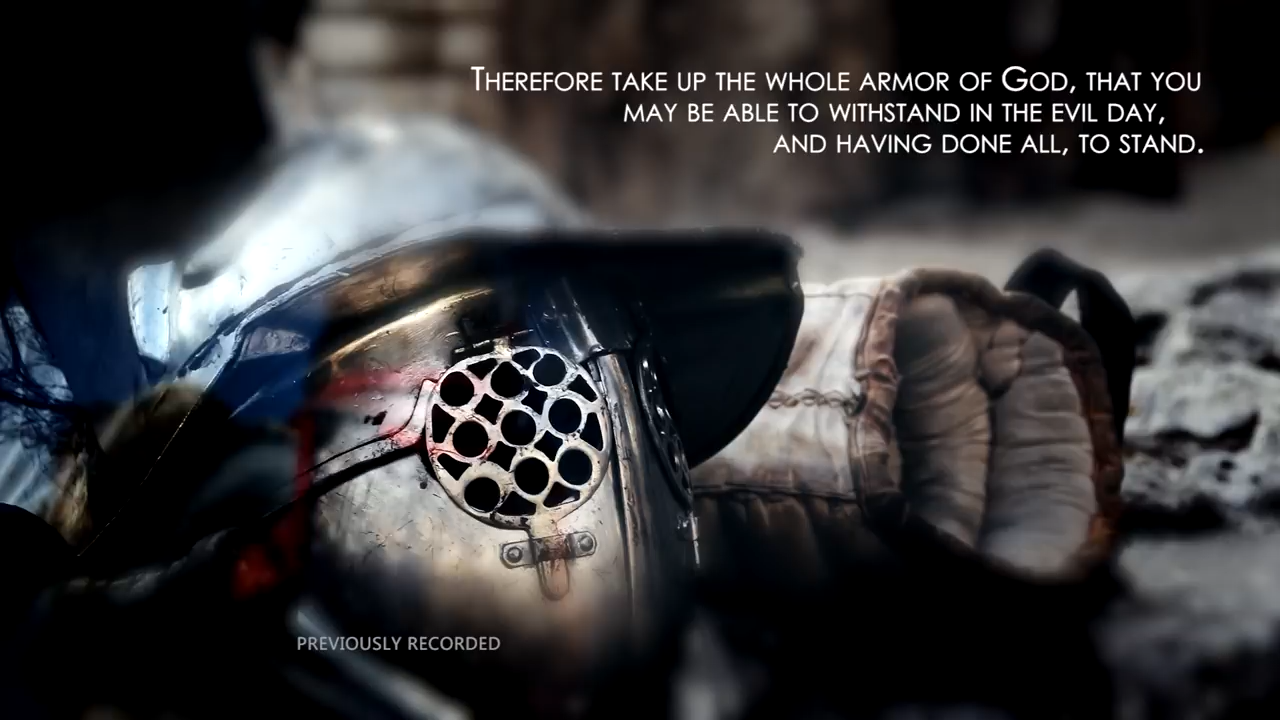 Therefore take up the whole armor of God, that you
may be able to withstand in the evil day,
and having done all, to stand.
PREVIOUSLY RECORDED